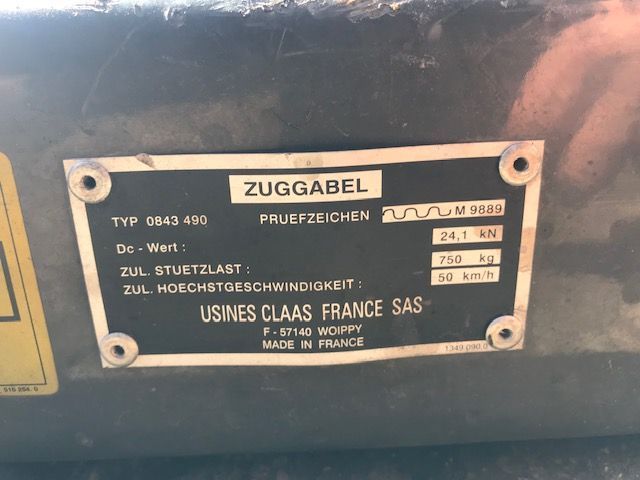 ZUGGABEL
TYP 0843 490 PRUEFZEICHEN M 9889
Dc - Wert : 24,1 kN
ZUL. STUETZLAST : 750 kg
ZUL. HOECHSTGESCHWINDIGKEIT : 50 km/h
USINES CLAAS FRANCE SAS
F - 57140 WOIPPY
MADE IN FRANCE
1349 090.0